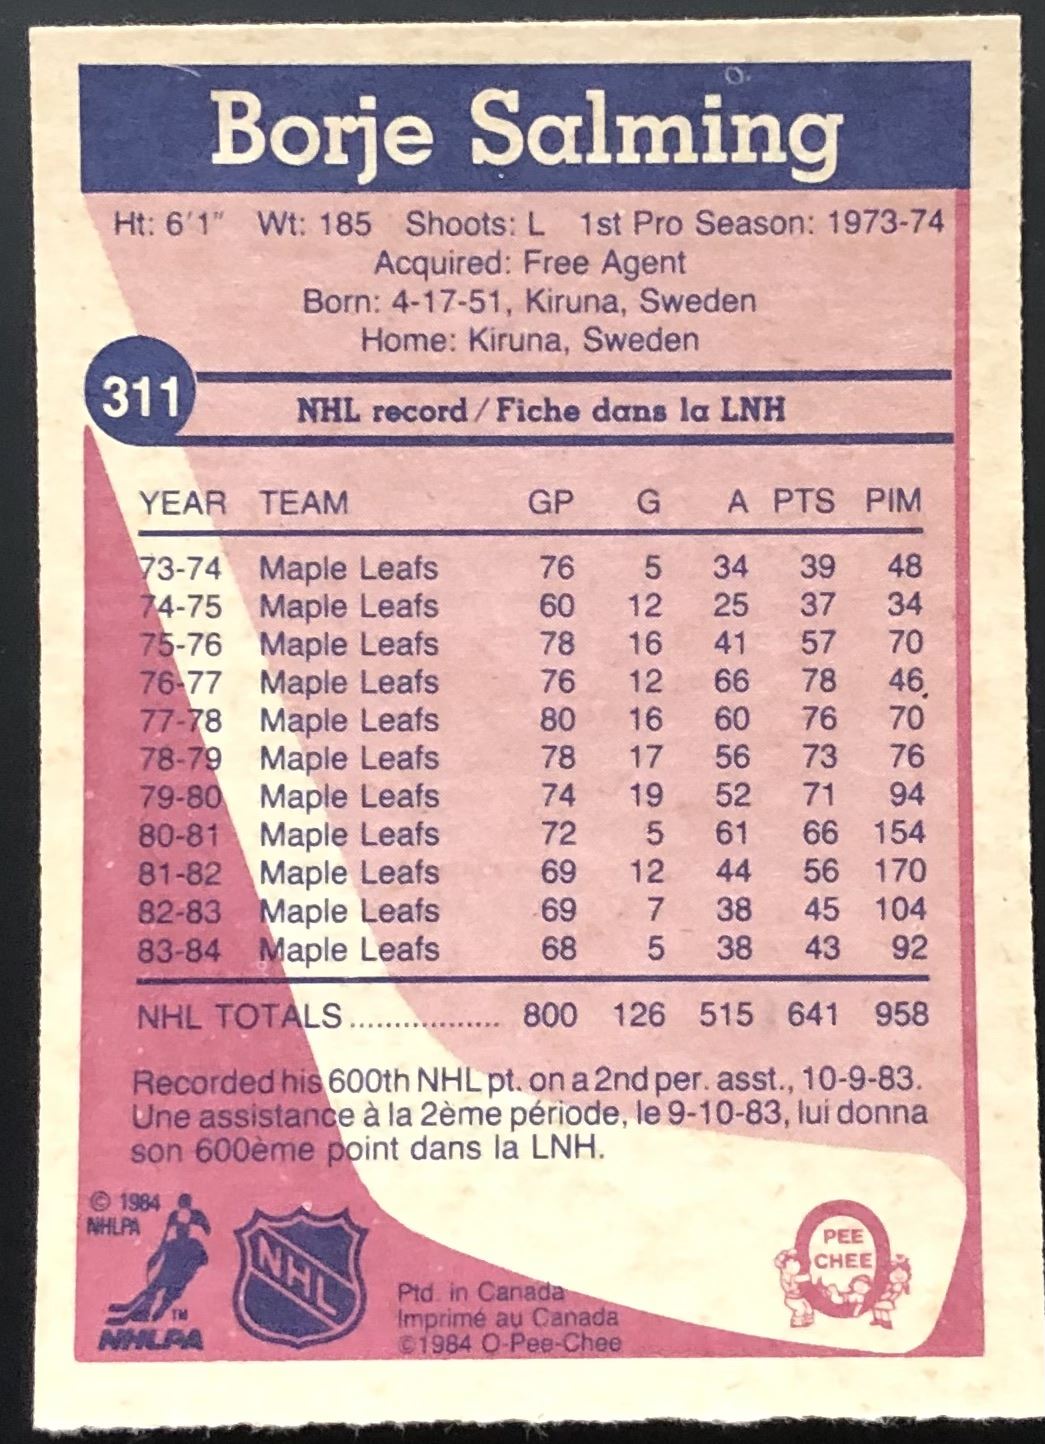 Borje Salming
Ht: 6'1" Wt: 185 Shoots: L 1st Pro Season: 1973-74
Acquired: Free Agent
Born: 4-17-51, Kiruna, Sweden
Home: Kiruna, Sweden
311
NHL record / Fiche dans la LNH
YEAR TEAM GP G A PTS PIM
73-74 Maple Leafs 76 5 34 39 48
74-75 Maple Leafs 60 12 25 37 34
75-76 Maple Leafs 78 16 41 57 70
76-77 Maple Leafs 76 12 66 78 46
77-78 Maple Leafs 80 16 60 76 70
78-79 Maple Leafs 78 17 56 73 76
79-80 Maple Leafs 74 19 52 71 94
80-81 Maple Leafs 72 5 61 66 154
81-82 Maple Leafs 69 12 44 56 170
82-83 Maple Leafs 69 7 38 45 104
83-84 Maple Leafs 68 5 38 43 92
NHL TOTALS.................. 800 126 515 641 958
Recorded his 600th NHL pt. on a 2nd per. asst., 10-9-83.
Une assistance à la 2ème période, le 9-10-83, lui donna
son 600ème point dans la LNH.
© 1984
NHLPA
TM
NHLPA
NHL
Ptd. in Canada
Imprimé au Canada
©1984 O-Pee-Chee
O
PEE
CHEE